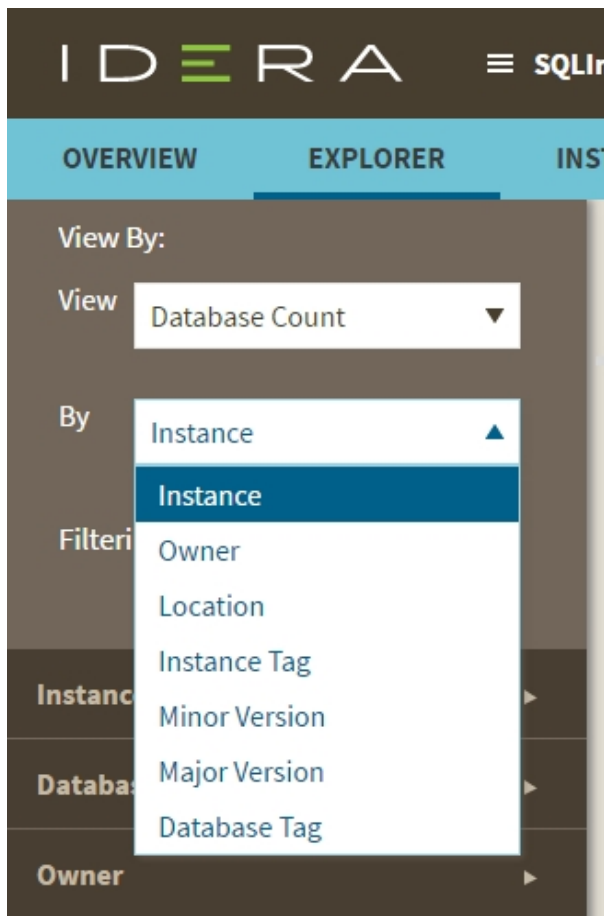 IDERA ≡ SQLIr
OVERVIEW EXPLORER INS
View By:
View Database Count
By Instance
Instance
Filteri
Owner
Location
Instance Tag
Instanc
Minor Version
Major Version
Databa
Database Tag
Owner